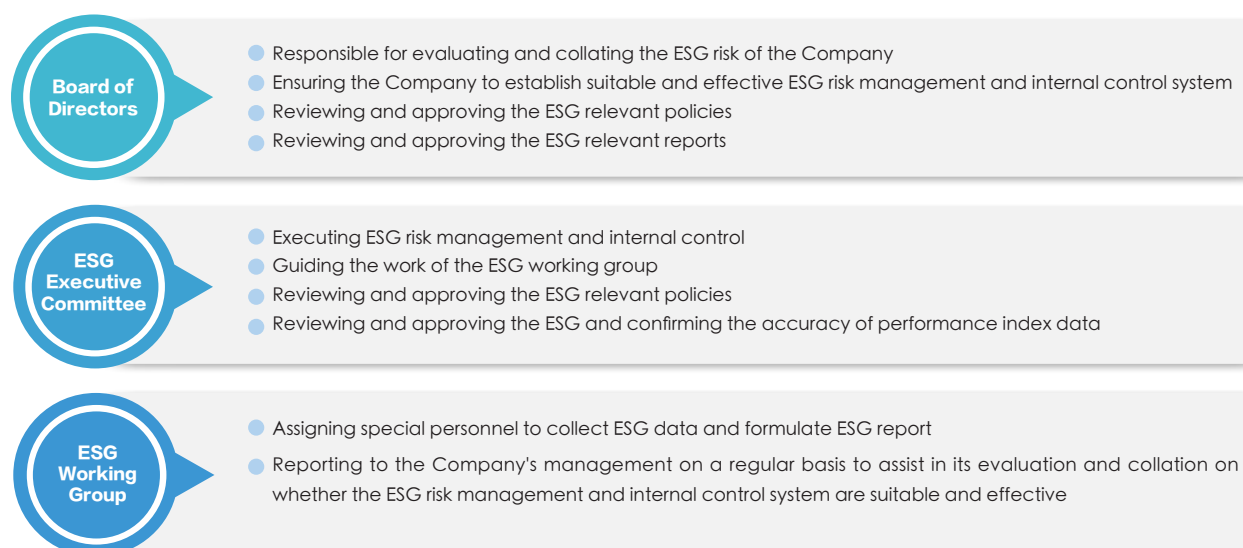 Board of
Directors
Responsible for evaluating and collating the ESG risk of the Company
Ensuring the Company to establish suitable and effective ESG risk management and internal control system
Reviewing and approving the ESG relevant policies
Reviewing and approving the ESG relevant reports
ESG
Executive
Committee
Executing ESG risk management and internal control
Guiding the work of the ESG working group
Reviewing and approving the ESG relevant policies
Reviewing and approving the ESG and confirming the accuracy of performance index data
ESG
Working
Group
Assigning special personnel to collect ESG data and formulate ESG report
Reporting to the Company's management on a regular basis to assist in its evaluation and collation on
whether the ESG risk management and internal control system are suitable and effective